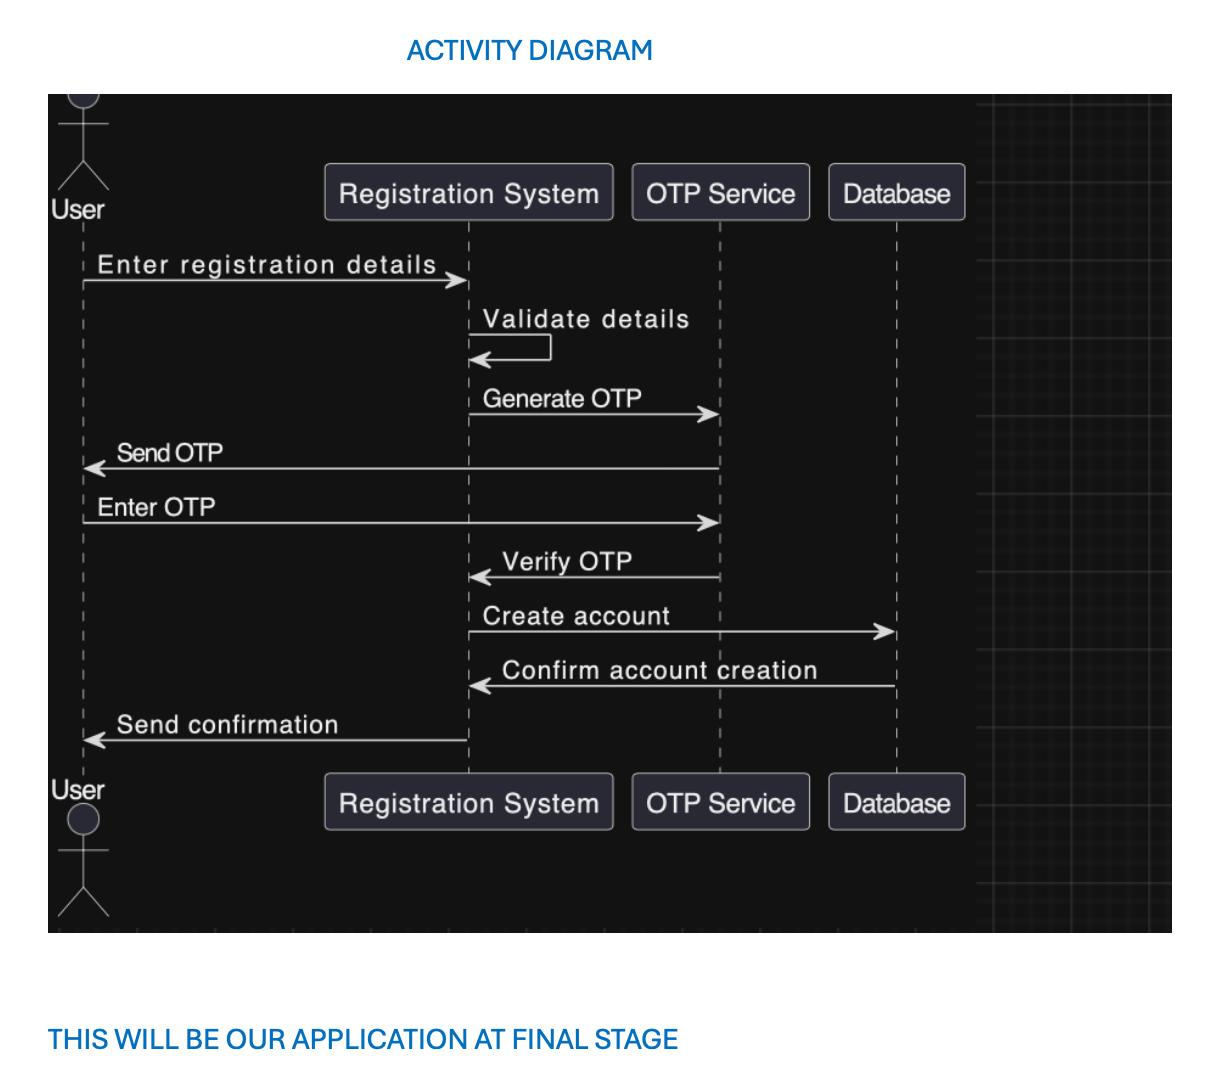 ACTIVITY DIAGRAM
User
Registration System
OTP Service
Database
Enter registration details
Validate details
Generate OTP
Send OTP
Enter OTP
Verify OTP
Create account
Confirm account creation
Send confirmation
User
Registration System
OTP Service
Database
THIS WILL BE OUR APPLICATION AT FINAL STAGE